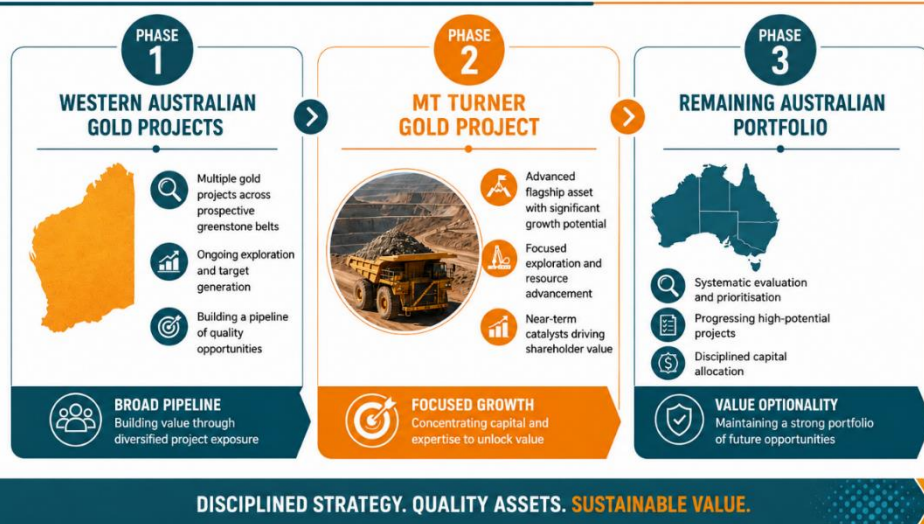 PHASE
1
WESTERN AUSTRALIAN
GOLD PROJECTS
Multiple gold
projects across
prospective
greenstone belts
Ongoing exploration
and target
generation
Building a pipeline
of quality
opportunities
BROAD PIPELINE
Building value through
diversified project exposure
PHASE
2
MT TURNER
GOLD PROJECT
Advanced
flagship asset
with significant
growth potential
Focused
exploration and
resource
advancement
Near-term
catalysts driving
shareholder value
FOCUSED GROWTH
Concentrating capital and
expertise to unlock value
PHASE
3
REMAINING AUSTRALIAN
PORTFOLIO
Systematic evaluation
and prioritisation
Progressing high-potential
projects
Disciplined capital
allocation
VALUE OPTIONALITY
Maintaining a strong portfolio
of future opportunities
DISCIPLINED STRATEGY. QUALITY ASSETS. SUSTAINABLE VALUE.